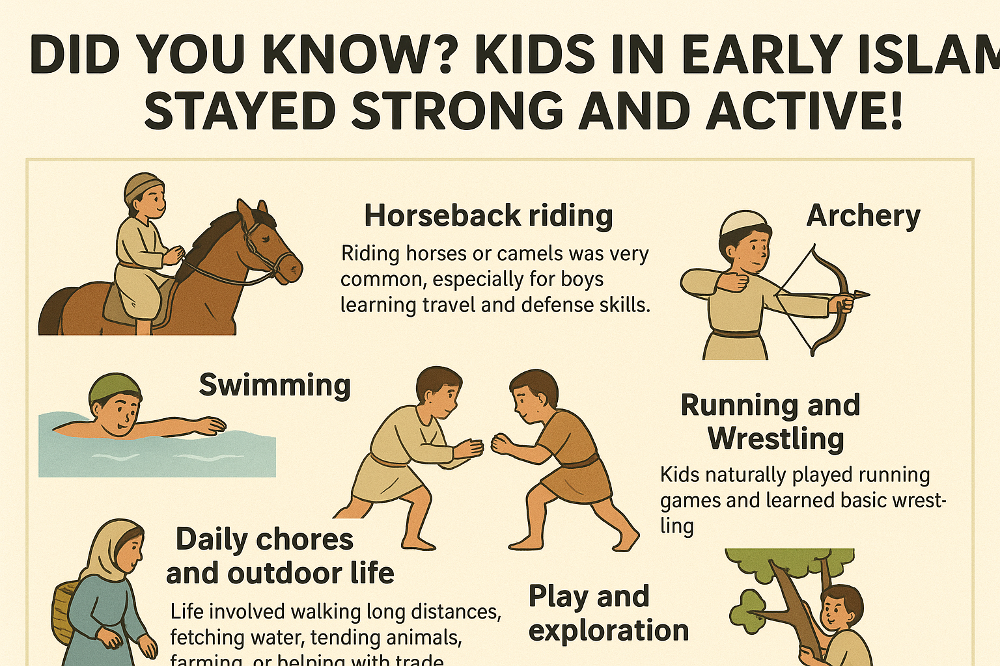 DID YOU KNOW? KIDS IN EARLY ISLAM
STAYED STRONG AND ACTIVE!
Horseback riding
Riding horses or camels was very
common, especially for boys
learning travel and defense skills.
Archery
Swimming
Running and
Wrestling
Kids naturally played running
games and learned basic wrest-
ling
Daily chores
and outdoor life
Life involved walking long distances,
fetching water, tending animals,
farming, or helping with trade
Play and
exploration